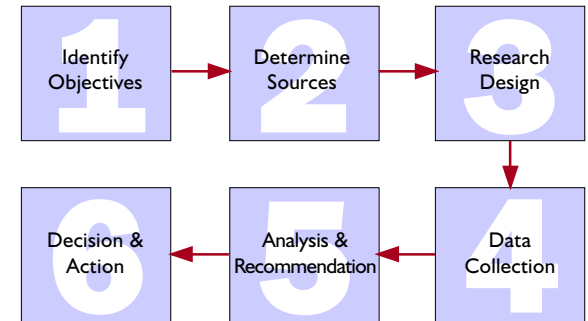 1
Identify
Objectives
2
Determine
Sources
3
Research
Design
4
Data
Collection
5
Analysis &
Recommendation
6
Decision &
Action